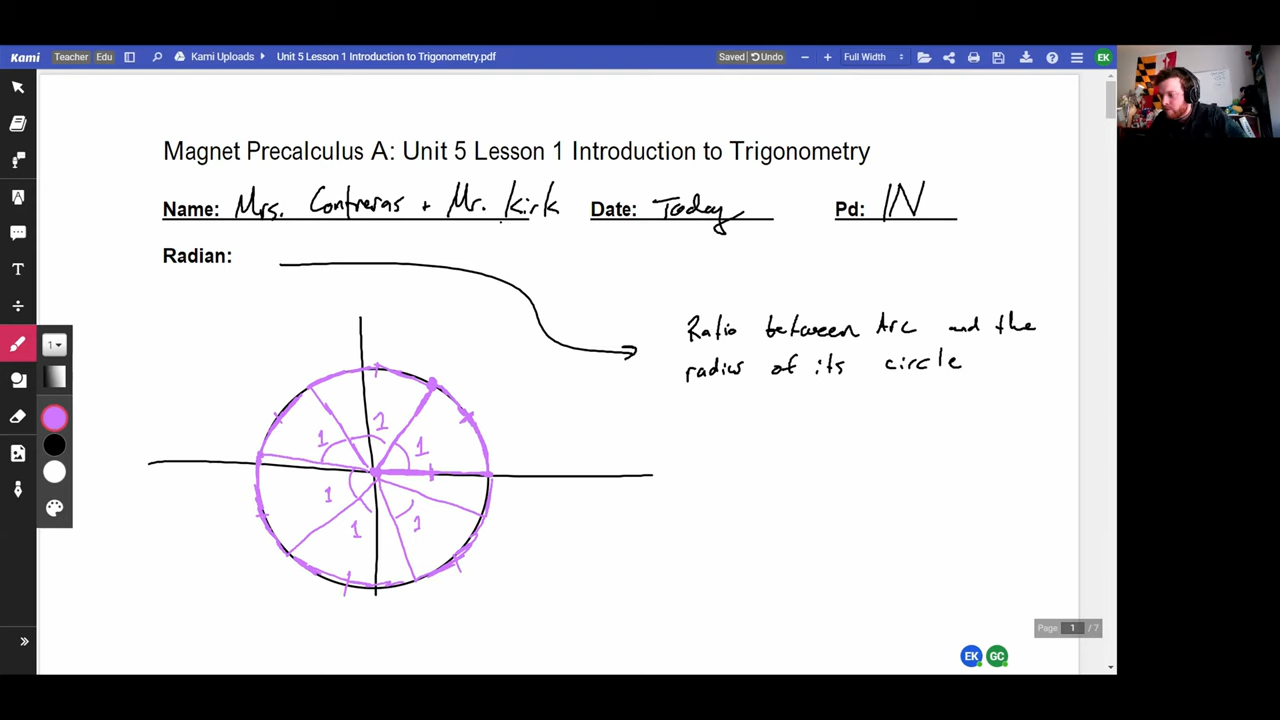 Kami Teacher Edu Kami Uploads Unit 5 Lesson 1 Introduction to Trigonometry.pdf Saved Undo Full Width EK
Magnet Precalculus A: Unit 5 Lesson 1 Introduction to Trigonometry
Name: Mrs. Contreras + Mr. Kirk Date: Today Pd: IN
Radian:
Ratio between Arc and the
radius of its circle
1 2 1
1
1 1
1
Page 1 / 7
EK GC